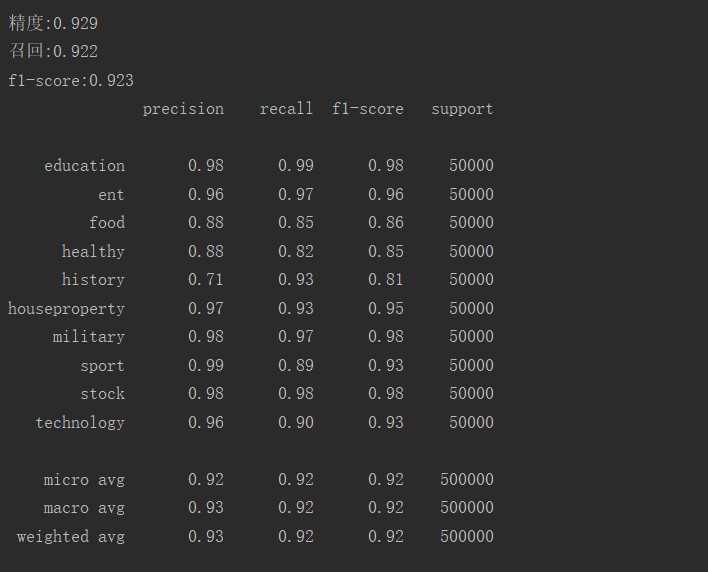 精度:0.929
召回:0.922
f1-score:0.923
precision recall f1-score support
education 0.98 0.99 0.98 50000
ent 0.96 0.97 0.96 50000
food 0.88 0.85 0.86 50000
healthy 0.88 0.82 0.85 50000
history 0.71 0.93 0.81 50000
houseproperty 0.97 0.93 0.95 50000
military 0.98 0.97 0.98 50000
sport 0.99 0.89 0.93 50000
stock 0.98 0.98 0.98 50000
technology 0.96 0.90 0.93 50000
micro avg 0.92 0.92 0.92 500000
macro avg 0.93 0.92 0.92 500000
weighted avg 0.93 0.92 0.92 500000